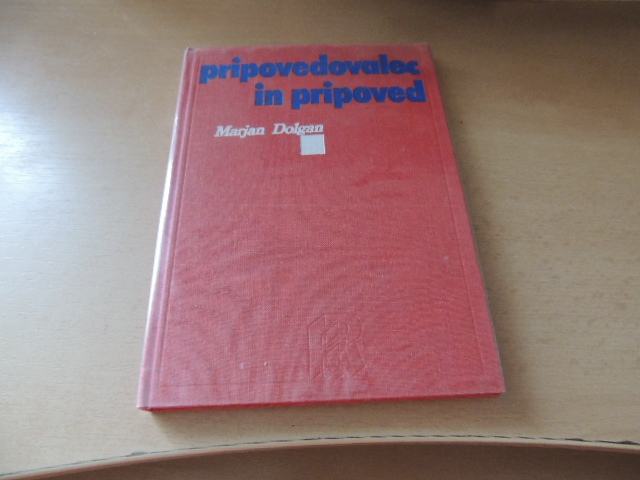 pripovedovalec
in pripoved
Marjan Dolgan